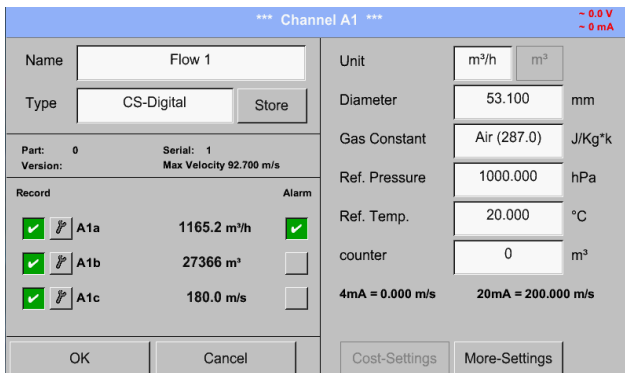 *** Channel A1 ***
~ 0.0 V
~ 0 mA
Name Flow 1
Type CS-Digital Store
Part: 0 Serial: 1
Version: Max Velocity 92.700 m/s
Record Alarm
A1a 1165.2 m³/h
A1b 27366 m³
A1c 180.0 m/s
OK Cancel
Unit m³/h m³
Diameter 53.100 mm
Gas Constant Air (287.0) J/Kg*k
Ref. Pressure 1000.000 hPa
Ref. Temp. 20.000 °C
counter 0 m³
4mA = 0.000 m/s 20mA = 200.000 m/s
Cost-Settings More-Settings